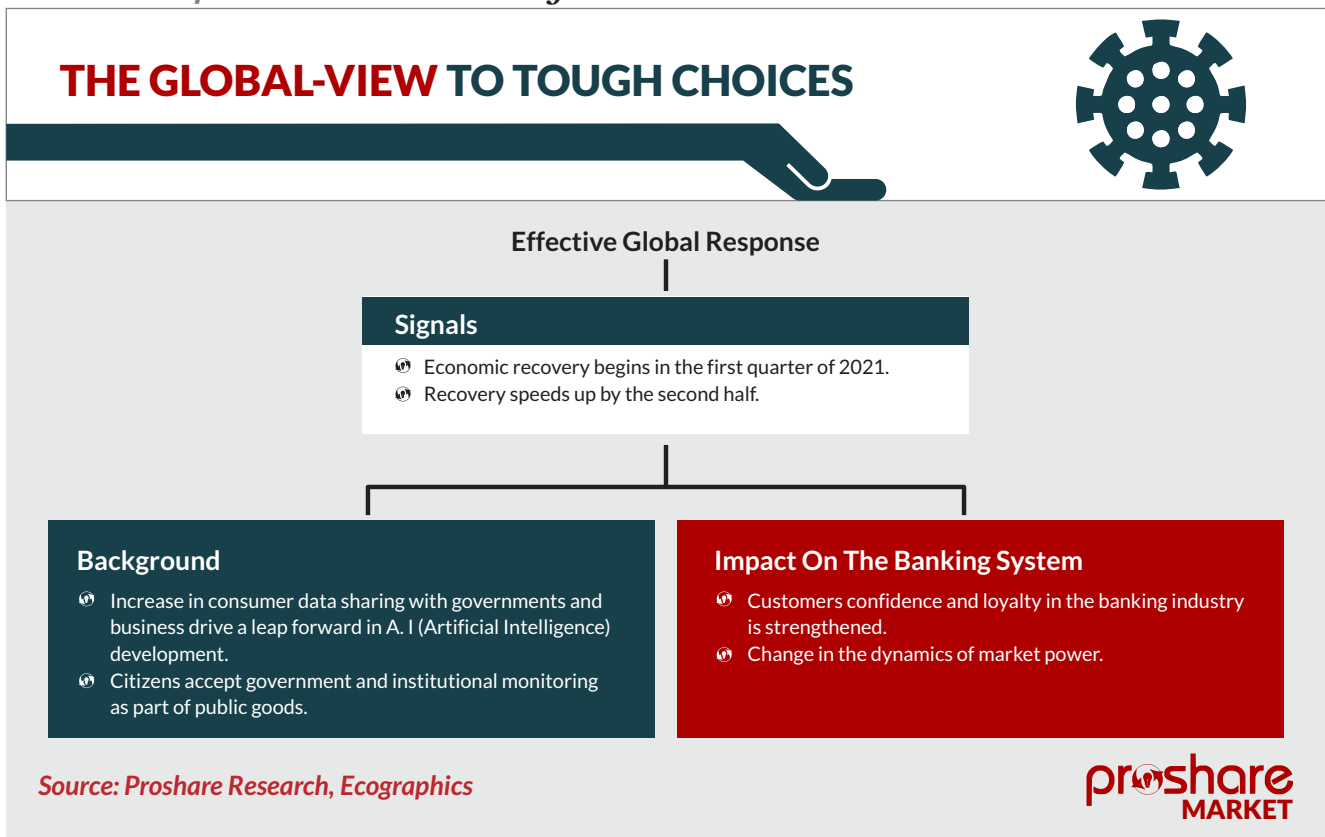 THE GLOBAL-VIEW TO TOUGH CHOICES
Effective Global Response
Signals
Economic recovery begins in the first quarter of 2021.
Recovery speeds up by the second half.
Background
Increase in consumer data sharing with governments and
business drive a leap forward in A. I (Artificial Intelligence)
development.
Citizens accept government and institutional monitoring
as part of public goods.
Impact On The Banking System
Customers confidence and loyalty in the banking industry
is strengthened.
Change in the dynamics of market power.
Source: Proshare Research, Ecographics
proshare
MARKET